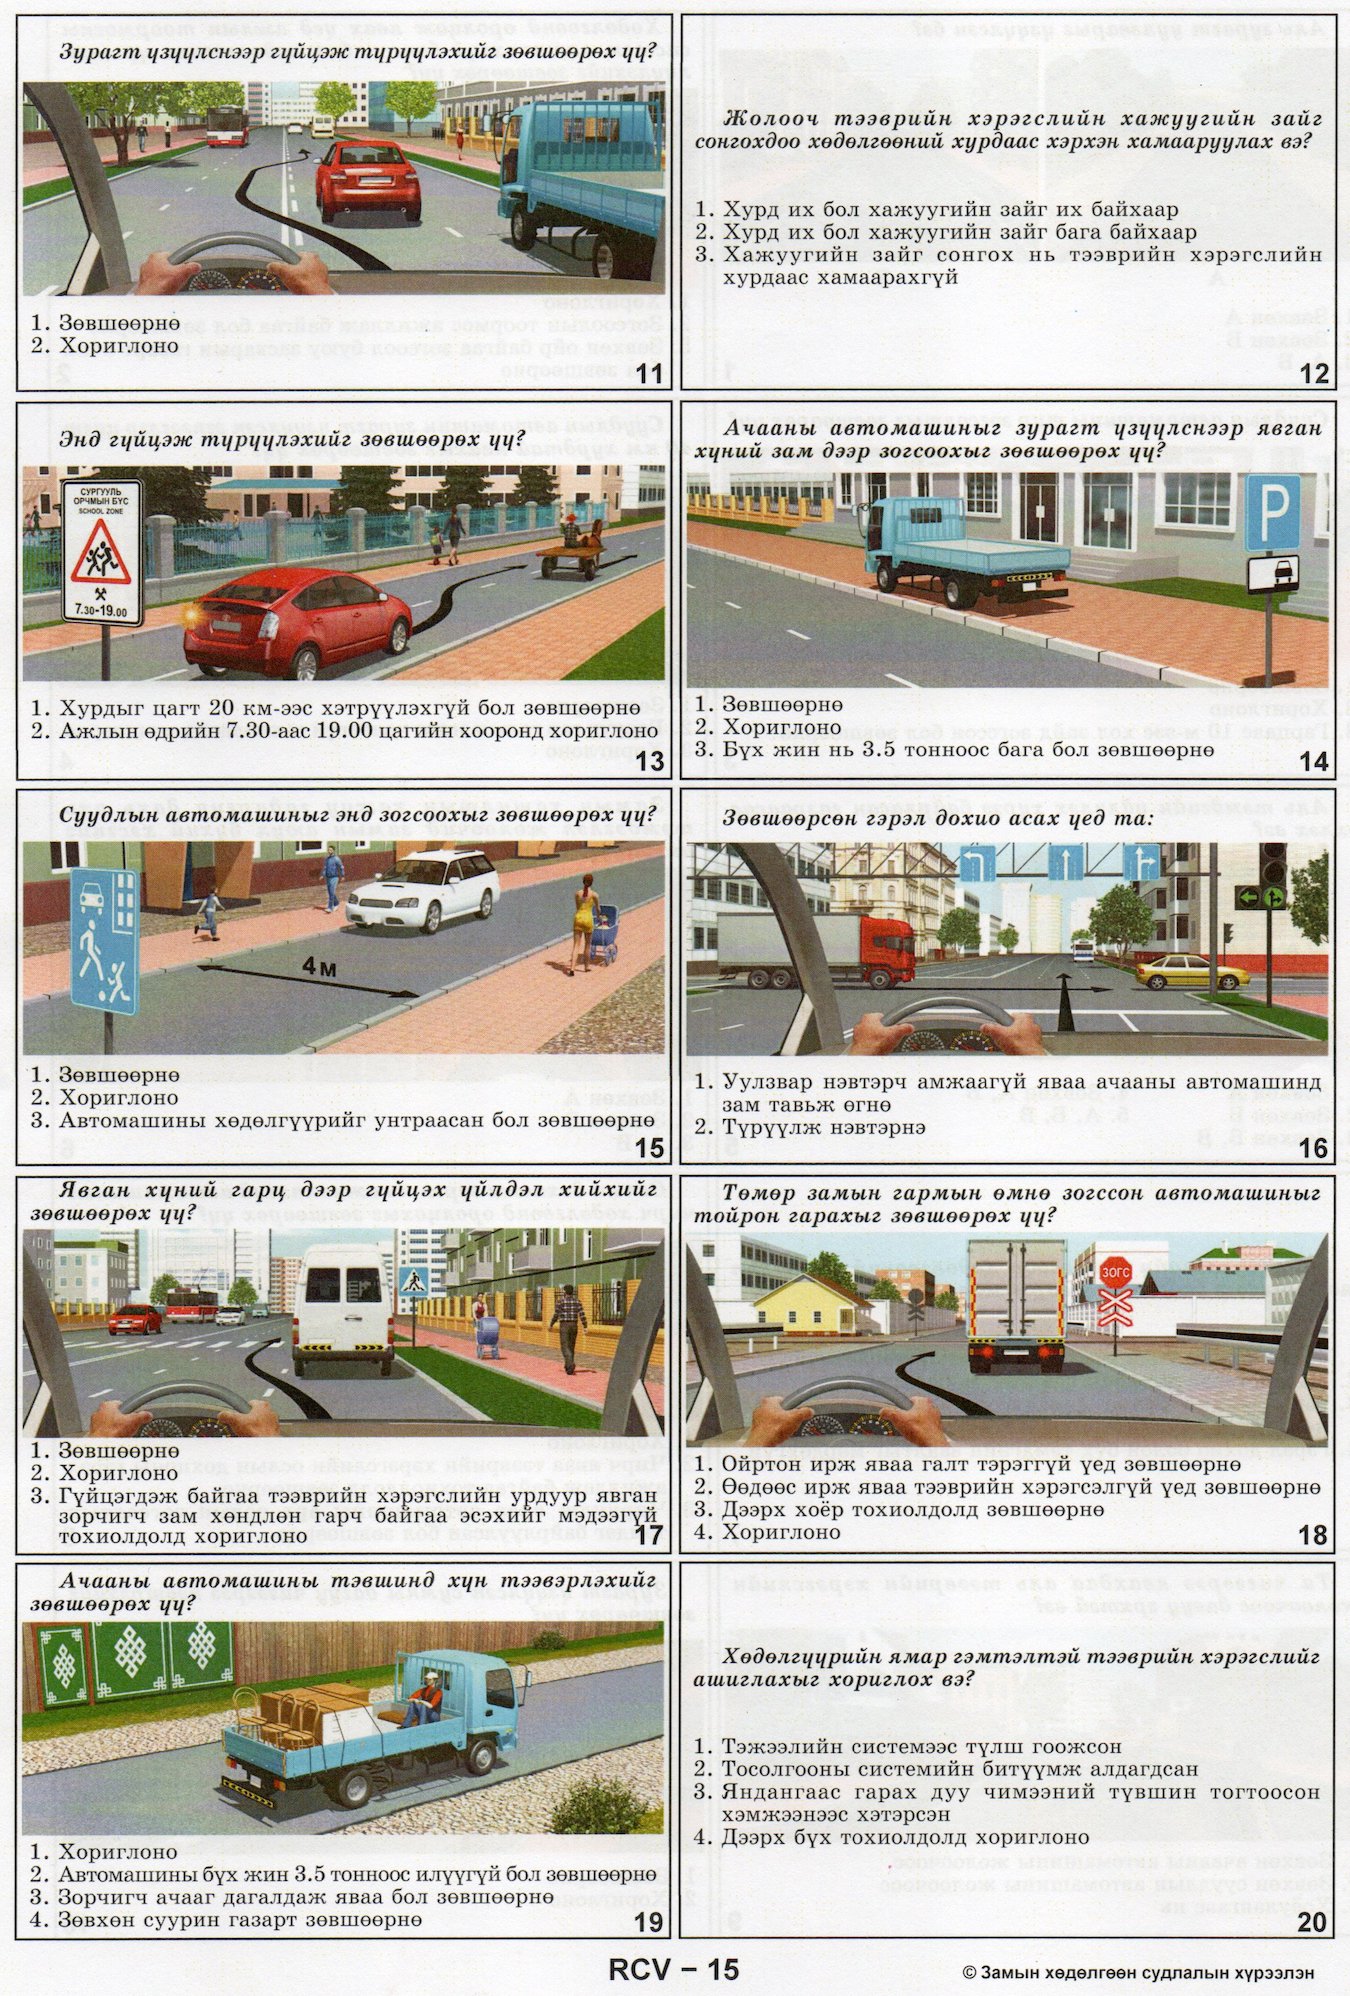 Зурагт үзүүлснээр гүйцэж түрүүлэхийг зөвшөөрөх үү?
1. Зөвшөөрнө
2. Хориглоно
11
Жолооч тээврийн хэрэгслийн хажуугийн зайг
сонгохдоо хөдөлгөөний хурдаас хэрхэн хамааруулах вэ?
1. Хурд их бол хажуугийн зайг их байхаар
2. Хурд их бол хажуугийн зайг бага байхаар
3. Хажуугийн зайг сонгох нь тээврийн хэрэгслийн
хурдаас хамаарахгүй
12
Энд гүйцэж түрүүлэхийг зөвшөөрөх үү?
СУРГУУЛЬ
ОРЧМЫН БҮС
SCHOOL ZONE
7.30-19.00
1. Хурдыг цагт 20 км-ээс хэтрүүлэхгүй бол зөвшөөрнө
2. Ажлын өдрийн 7.30-аас 19.00 цагийн хооронд хориглоно
13
Ачааны автомашиныг зурагт үзүүлснээр явган
хүний зам дээр зогсоохыг зөвшөөрөх үү?
P
1. Зөвшөөрнө
2. Хориглоно
3. Бүх жин нь 3.5 тонноос бага бол зөвшөөрнө
14
Суудлын автомашиныг энд зогсоохыг зөвшөөрөх үү?
4 м
1. Зөвшөөрнө
2. Хориглоно
3. Автомашины хөдөлгүүрийг унтраасан бол зөвшөөрнө
15
Зөвшөөрсөн гэрэл дохио асах үед та:
1. Уулзвар нэвтэрч амжаагүй яваа ачааны автомашинд
зам тавьж өгнө
2. Түрүүлж нэвтэрнэ
16
Явган хүний гарц дээр гүйцэх үйлдэл хийхийг
зөвшөөрөх үү?
1. Зөвшөөрнө
2. Хориглоно
3. Гүйцэгдэж байгаа тээврийн хэрэгслийн урдуур явган
зорчигч зам хөндлөн гарч байгаа эсэхийг мэдээгүй
тохиолдолд хориглоно
17
Төмөр замын гармын өмнө зогссон автомашиныг
тойрон гарахыг зөвшөөрөх үү?
ЗОГС
1. Ойртон ирж яваа галт тэрэггүй үед зөвшөөрнө
2. Өөдөөс ирж яваа тээврийн хэрэгсэлгүй үед зөвшөөрнө
3. Дээрх хоёр тохиолдолд зөвшөөрнө
4. Хориглоно
18
Ачааны автомашины тэвшинд хүн тээвэрлэхийг
зөвшөөрөх үү?
1. Хориглоно
2. Автомашины бүх жин 3.5 тонноос илүүгүй бол зөвшөөрнө
3. Зорчигч ачааг дагалдаж яваа бол зөвшөөрнө
4. Зөвхөн суурин газарт зөвшөөрнө
19
Хөдөлгүүрийн ямар гэмтэлтэй тээврийн хэрэгслийг
ашиглахыг хориглох вэ?
1. Тэжээлийн системээс түлш гоожсон
2. Тосолгооны системийн битүүмж алдагдсан
3. Яндангаас гарах дуу чимээний түвшин тогтоосон
хэмжээнээс хэтэрсэн
4. Дээрх бүх тохиолдолд хориглоно
20
RCV – 15
© Замын хөдөлгөөн судлалын хүрээлэн